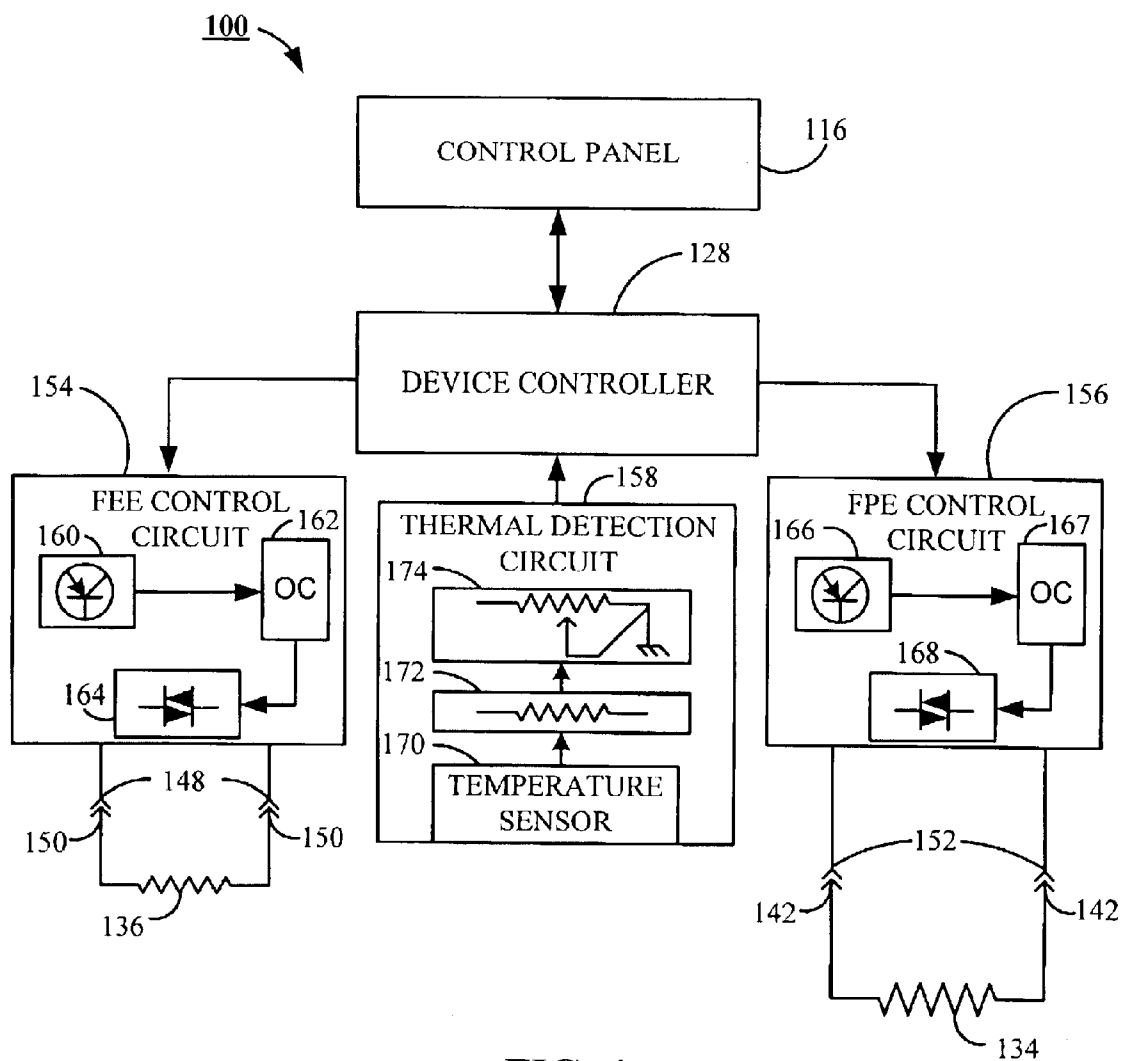 100
CONTROL PANEL
116
128
DEVICE CONTROLLER
154
156
FEE CONTROL
CIRCUIT
160
162
OC
164
158
THERMAL DETECTION
CIRCUIT
174
172
170
TEMPERATURE
SENSOR
FPE CONTROL
CIRCUIT
166
167
OC
168
148
150
150
136
152
142
142
134